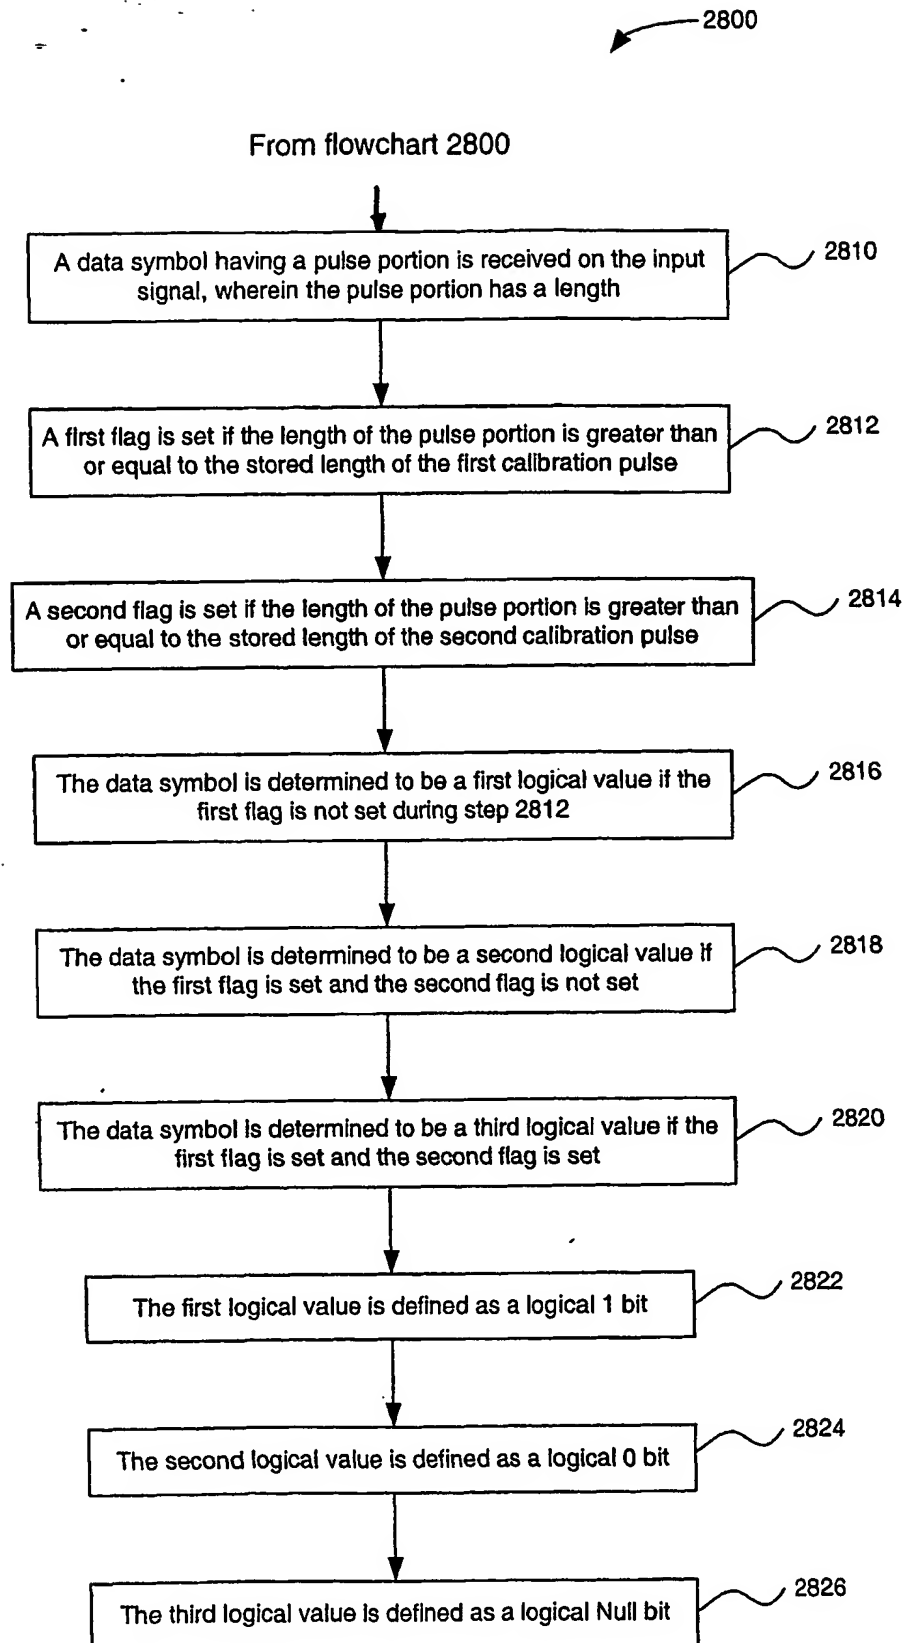 2800
From flowchart 2800
A data symbol having a pulse portion is received on the input
signal, wherein the pulse portion has a length
2810
A first flag is set if the length of the pulse portion is greater than
or equal to the stored length of the first calibration pulse
2812
A second flag is set if the length of the pulse portion is greater than
or equal to the stored length of the second calibration pulse
2814
The data symbol is determined to be a first logical value if the
first flag is not set during step 2812
2816
The data symbol is determined to be a second logical value if
the first flag is set and the second flag is not set
2818
The data symbol is determined to be a third logical value if the
first flag is set and the second flag is set
2820
The first logical value is defined as a logical 1 bit
2822
The second logical value is defined as a logical 0 bit
2824
The third logical value is defined as a logical Null bit
2826